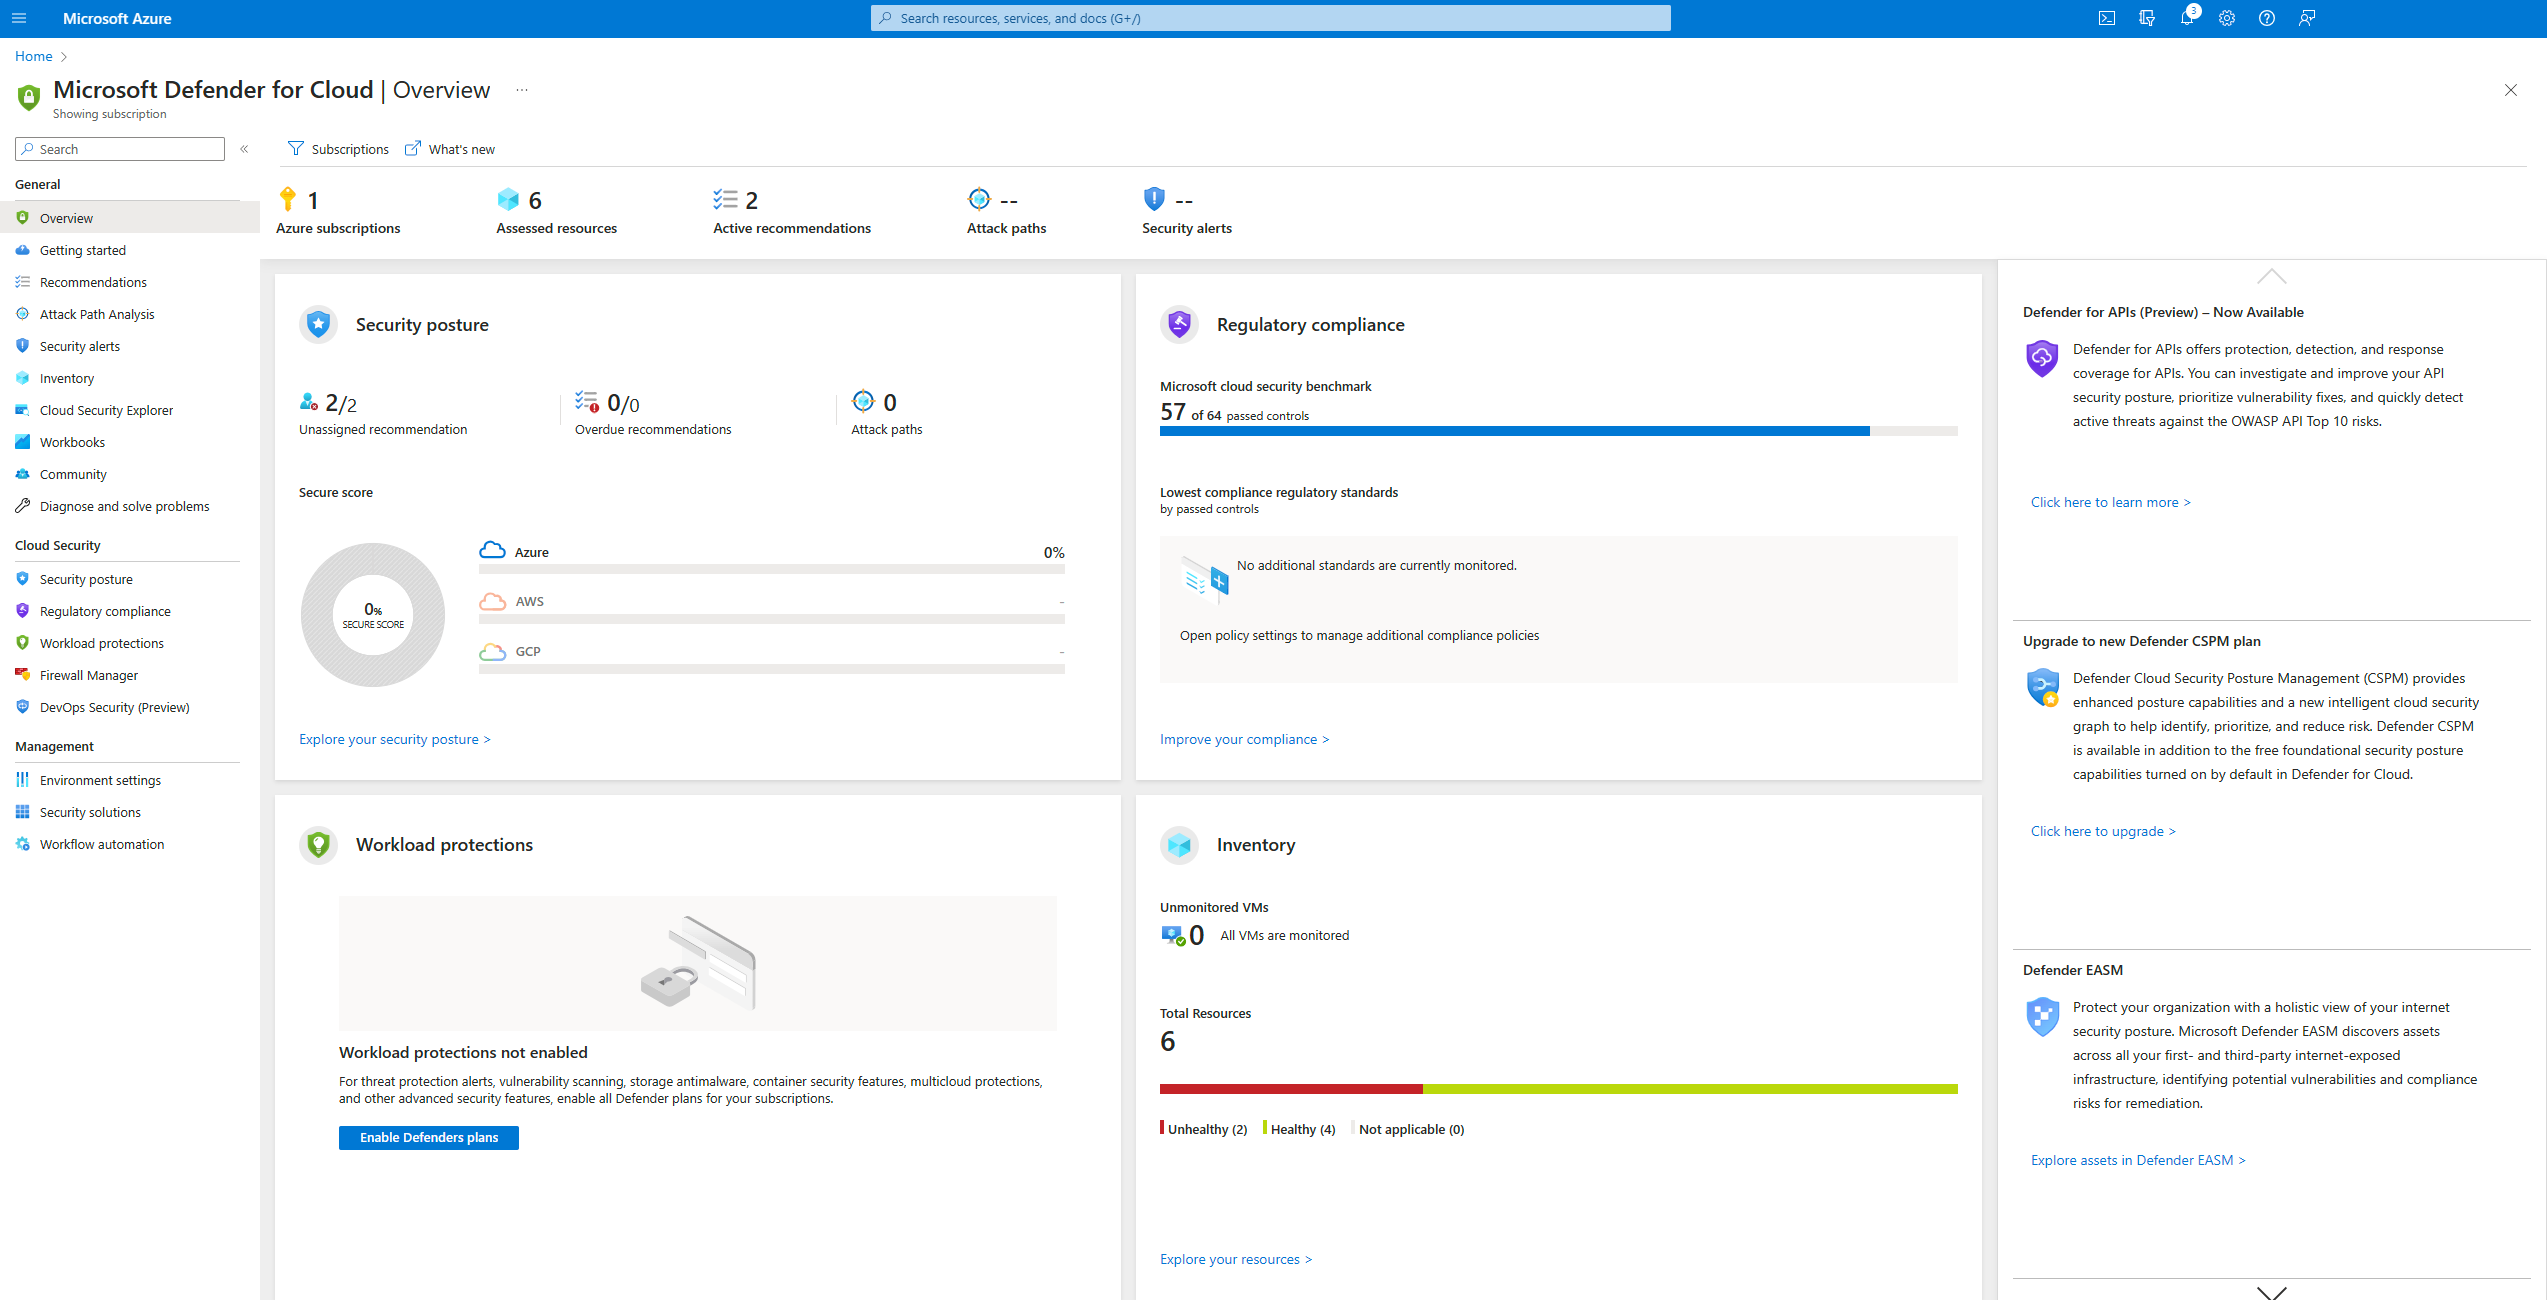 Microsoft Azure
Search resources, services, and docs (G+/)
3
Home
Microsoft Defender for Cloud | Overview ...
Showing subscription
Search
«
Subscriptions
What's new
General
Overview
Getting started
Recommendations
Attack Path Analysis
Security alerts
Inventory
Cloud Security Explorer
Workbooks
Community
Diagnose and solve problems
Cloud Security
Security posture
Regulatory compliance
Workload protections
Firewall Manager
DevOps Security (Preview)
Management
Environment settings
Security solutions
Workflow automation
1
Azure subscriptions
6
Assessed resources
2
Active recommendations
--
Attack paths
--
Security alerts
Security posture
2/2
Unassigned recommendation
0/0
Overdue recommendations
0
Attack paths
Secure score
0%
SECURE SCORE
Azure 0%
AWS -
GCP -
Explore your security posture >
Regulatory compliance
Microsoft cloud security benchmark
57 of 64 passed controls
Lowest compliance regulatory standards
by passed controls
No additional standards are currently monitored.
Open policy settings to manage additional compliance policies
Improve your compliance >
Workload protections
Workload protections not enabled
For threat protection alerts, vulnerability scanning, storage antimalware, container security features, multicloud protections,
and other advanced security features, enable all Defender plans for your subscriptions.
Enable Defenders plans
Inventory
Unmonitored VMs
0 All VMs are monitored
Total Resources
6
Unhealthy (2)
Healthy (4)
Not applicable (0)
Explore your resources >
Defender for APIs (Preview) – Now Available
Defender for APIs offers protection, detection, and response
coverage for APIs. You can investigate and improve your API
security posture, prioritize vulnerability fixes, and quickly detect
active threats against the OWASP API Top 10 risks.
Click here to learn more >
Upgrade to new Defender CSPM plan
Defender Cloud Security Posture Management (CSPM) provides
enhanced posture capabilities and a new intelligent cloud security
graph to help identify, prioritize, and reduce risk. Defender CSPM
is available in addition to the free foundational security posture
capabilities turned on by default in Defender for Cloud.
Click here to upgrade >
Defender EASM
Protect your organization with a holistic view of your internet
security posture. Microsoft Defender EASM discovers assets
across all your first- and third-party internet-exposed
infrastructure, identifying potential vulnerabilities and compliance
risks for remediation.
Explore assets in Defender EASM >